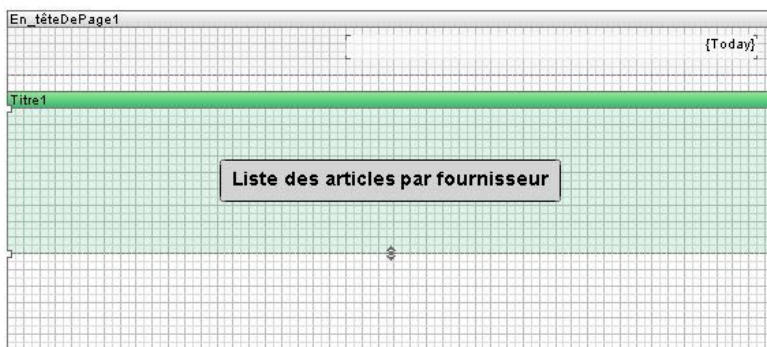 En_têteDePage1
{Today}
Titre1
Liste des articles par fournisseur